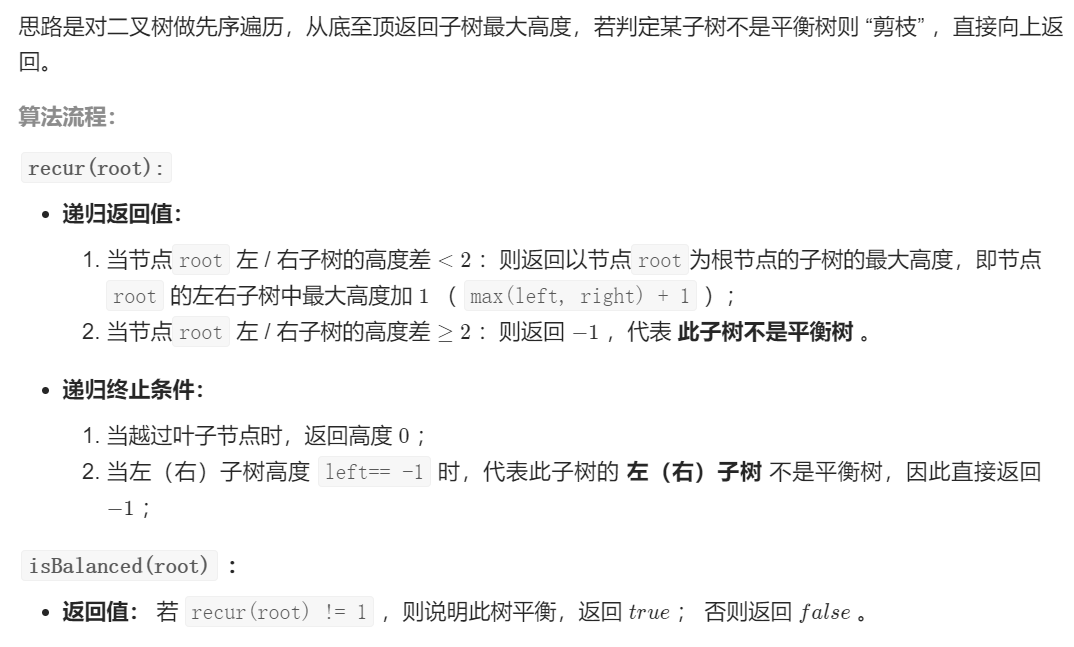 思路是对二叉树做先序遍历，从底至顶返回子树最大高度，若判定某子树不是平衡树则 “剪枝” ，直接向上返
回。
算法流程：
recur(root):
• 递归返回值：
1. 当节点 root 左 / 右子树的高度差 < 2 ：则返回以节点 root 为根节点的子树的最大高度，即节点
root 的左右子树中最大高度加 1 （ max(left, right) + 1 ）；
2. 当节点 root 左 / 右子树的高度差 ≥ 2 ：则返回 −1 ，代表 此子树不是平衡树 。
• 递归终止条件：
1. 当越过叶子节点时，返回高度 0 ；
2. 当左（右）子树高度 left== -1 时，代表此子树的 左（右）子树 不是平衡树，因此直接返回
−1 ；
isBalanced(root) ：
• 返回值： 若 recur(root) != 1 ，则说明此树平衡，返回 true ； 否则返回 false 。